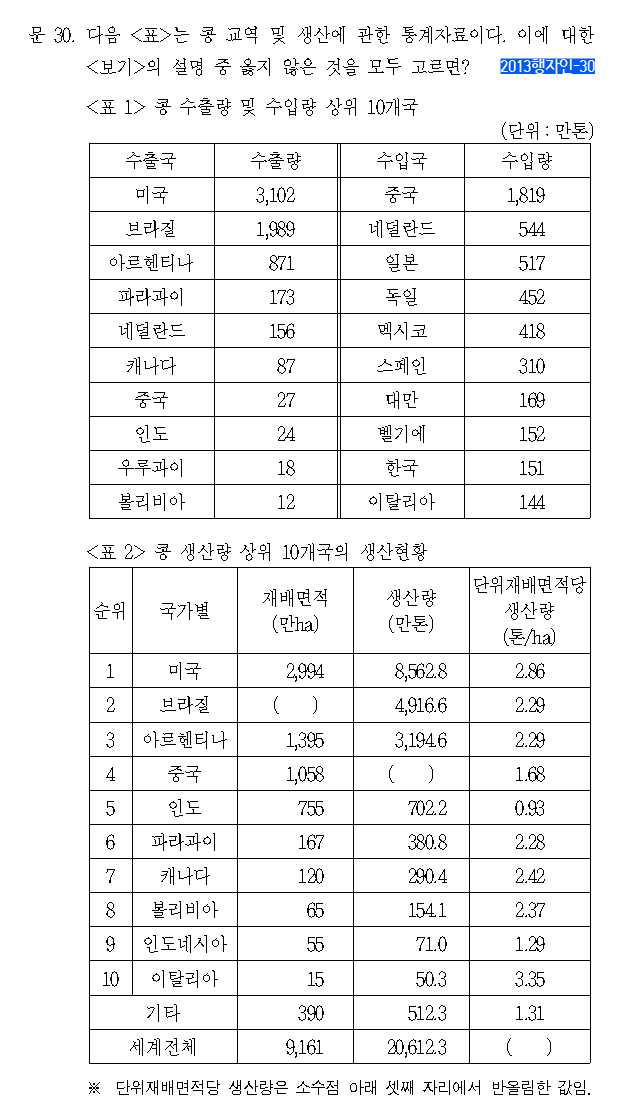 문 30. 다음 <표>는 콩 교역 및 생산에 관한 통계자료이다. 이에 대한
<보기>의 설명 중 옳지 않은 것을 모두 고르면? 2013행자인-30
<표 1> 콩 수출량 및 수입량 상위 10개국
(단위 : 만톤)
수출국 수출량 수입국 수입량
미국 3,102 중국 1,819
브라질 1,989 네덜란드 544
아르헨티나 871 일본 517
파라과이 173 독일 452
네덜란드 156 멕시코 418
캐나다 87 스페인 310
중국 27 대만 169
인도 24 벨기에 152
우루과이 18 한국 151
볼리비아 12 이탈리아 144
<표 2> 콩 생산량 상위 10개국의 생산현황
순위 국가별 재배면적 (만ha) 생산량 (만톤) 단위재배면적당 생산량 (톤/ha)
1 미국 2,994 8,562.8 2.86
2 브라질 ( ) 4,916.6 2.29
3 아르헨티나 1,395 3,194.6 2.29
4 중국 1,058 ( ) 1.68
5 인도 755 702.2 0.93
6 파라과이 167 380.8 2.28
7 캐나다 120 290.4 2.42
8 볼리비아 65 154.1 2.37
9 인도네시아 55 71.0 1.29
10 이탈리아 15 50.3 3.35
기타 390 512.3 1.31
세계전체 9,161 20,612.3 ( )
※ 단위재배면적당 생산량은 소수점 아래 셋째 자리에서 반올림한 값임.